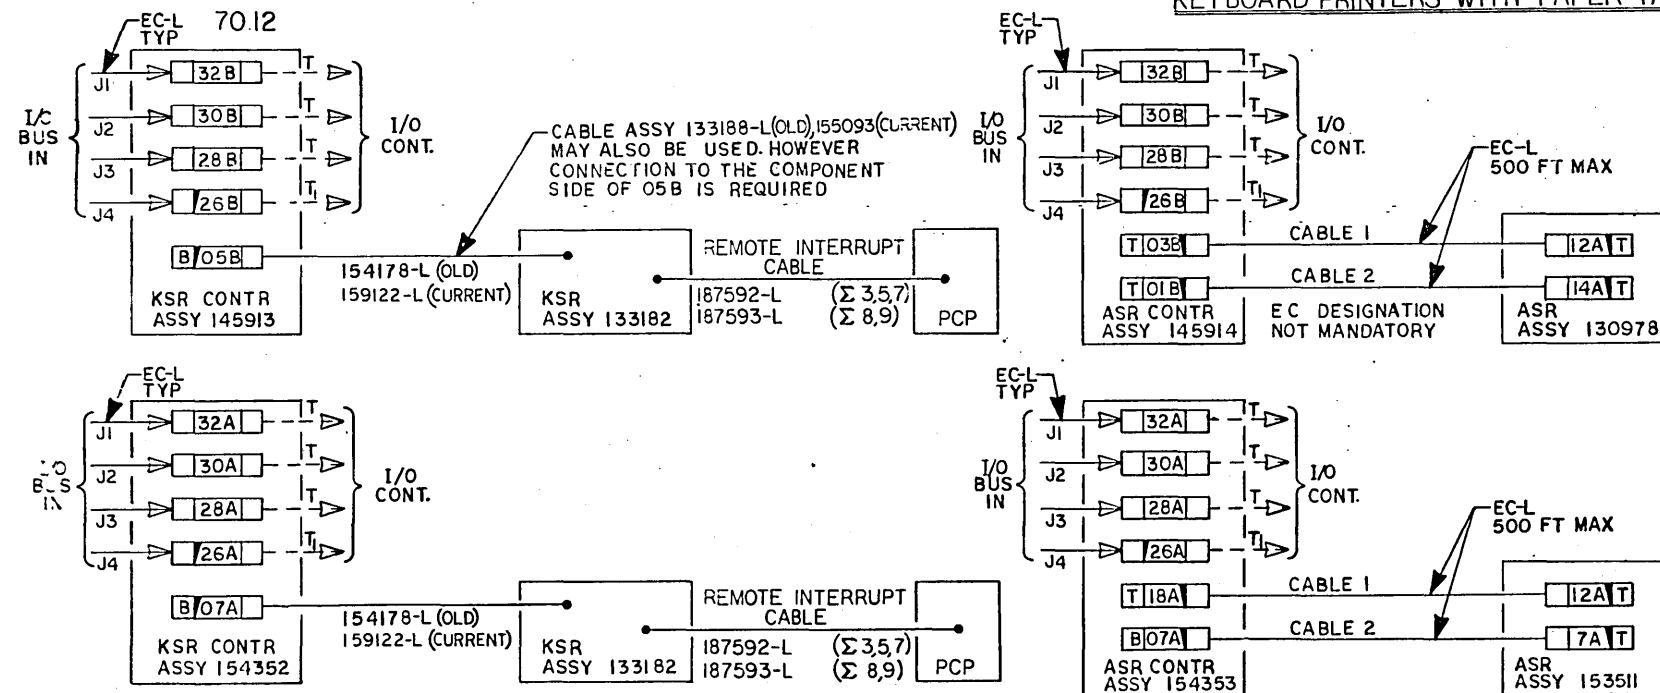 KEYBOARD PRINTERS WITH PAPER
EC-L
TYP
70.12
J1
32B
T
J2
30B
T
J3
28B
T
J4
26B
T1
BUS
IN
I/O
CONT.
B 05B
KSR CONTR
ASSY 145913
CABLE ASSY 133188-L(OLD),155093(CURRENT)
MAY ALSO BE USED. HOWEVER
CONNECTION TO THE COMPONENT
SIDE OF 05B IS REQUIRED
154178-L (OLD)
159122-L (CURRENT)
KSR
ASSY 133182
REMOTE INTERRUPT
CABLE
187592-L (Σ 3,5,7)
187593-L (Σ 8,9)
PCP
EC-L
TYP
I/O
BUS
IN
J1
32B
T
J2
30B
T
J3
28B
T
J4
26B
T1
I/O
CONT.
T 03B
T 01B
ASR CONTR
ASSY 145914
CABLE 1
CABLE 2
EC-L
500 FT MAX
EC DESIGNATION
NOT MANDATORY
12A T
14A T
ASR
ASSY 130978
EC-L
TYP
IN
J1
32A
T
J2
30A
T
J3
28A
T
J4
26A
T1
I/O
CONT.
B 07A
KSR CONTR
ASSY 154352
154178-L (OLD)
159122-L (CURRENT)
KSR
ASSY 133182
REMOTE INTERRUPT
CABLE
187592-L (Σ 3,5,7)
187593-L (Σ 8,9)
PCP
EC-L
TYP
I/O
BUS
IN
J1
32A
T
J2
30A
T
J3
28A
T
J4
26A
T1
I/O
CONT.
T 18A
B 07A
ASR CONTR
ASSY 154353
CABLE 1
CABLE 2
EC-L
500 FT MAX
12A T
7A T
ASR
ASSY 153511